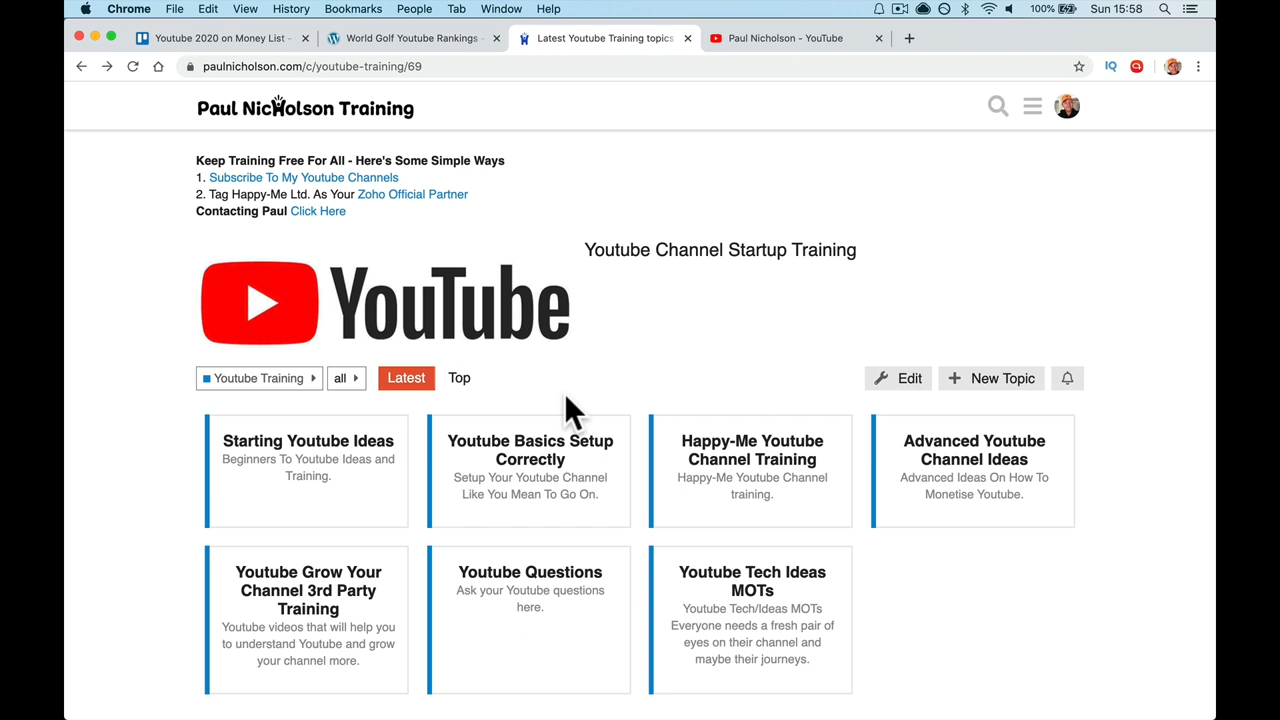 Chrome File Edit View History Bookmarks People Tab Window Help 100% Sun 15:58
Youtube 2020 on Money List - World Golf Youtube Rankings - Latest Youtube Training topics Paul Nicholson - YouTube
paulnicholson.com/c/youtube-training/69 IQ
Paul Nicholson Training
Keep Training Free For All - Here's Some Simple Ways
1. Subscribe To My Youtube Channels
2. Tag Happy-Me Ltd. As Your Zoho Official Partner
Contacting Paul Click Here
Youtube Channel Startup Training
YouTube
Youtube Training all Latest Top Edit New Topic
Starting Youtube Ideas
Beginners To Youtube Ideas and
Training.
Youtube Basics Setup
Correctly
Setup Your Youtube Channel
Like You Mean To Go On.
Happy-Me Youtube
Channel Training
Happy-Me Youtube Channel
training.
Advanced Youtube
Channel Ideas
Advanced Ideas On How To
Monetise Youtube.
Youtube Grow Your
Channel 3rd Party
Training
Youtube videos that will help you
to understand Youtube and grow
your channel more.
Youtube Questions
Ask your Youtube questions
here.
Youtube Tech Ideas
MOTs
Youtube Tech/Ideas MOTs
Everyone needs a fresh pair of
eyes on their channel and
maybe their journeys.